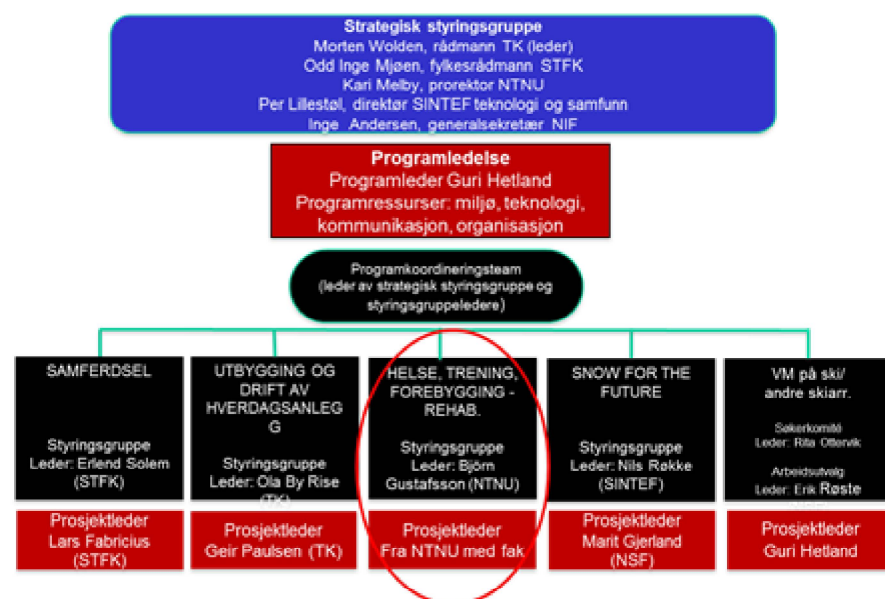 Strategisk styringsgruppe
Morten Wolden, rådmann TK (leder)
Odd Inge Mjøen, fylkesrådmann STFK
Kari Melby, prorektor NTNU
Per Lillestøl, direktør SINTEF teknologi og samfunn
Inge Andersen, generalsekretær NIF
Programledelse
Programleder Guri Hetland
Programressurser: miljø, teknologi,
kommunikasjon, organisasjon
Programkoordineringsteam
(leder av strategisk styringsgruppe og
styringsgruppeledere)
SAMFERDSEL
Styringsgruppe
Leder: Erlend Solem
(STFK)
Prosjektleder
Lars Fabricius
(STFK)
UTBYGGING OG
DRIFT AV
HVERDAGSANLEG
G
Styringsgruppe
Leder: Ola By Rise
(TK)
Prosjektleder
Geir Paulsen (TK)
HELSE, TRENING,
FOREBYGGING -
REHAB.
Styringsgruppe
Leder: Björn
Gustafsson (NTNU)
Prosjektleder
Fra NTNU med fak
SNOW FOR THE
FUTURE
Styringsgruppe
Leder: Nils Røkke
(SINTEF)
Prosjektleder
Marit Gjerland
(NSF)
VM på ski/
andre skiarr.
Søkerkomité
Leder: Rita Ottervik
Arbeidsutvalg
Leder: Erik Røste
Prosjektleder
Guri Hetland